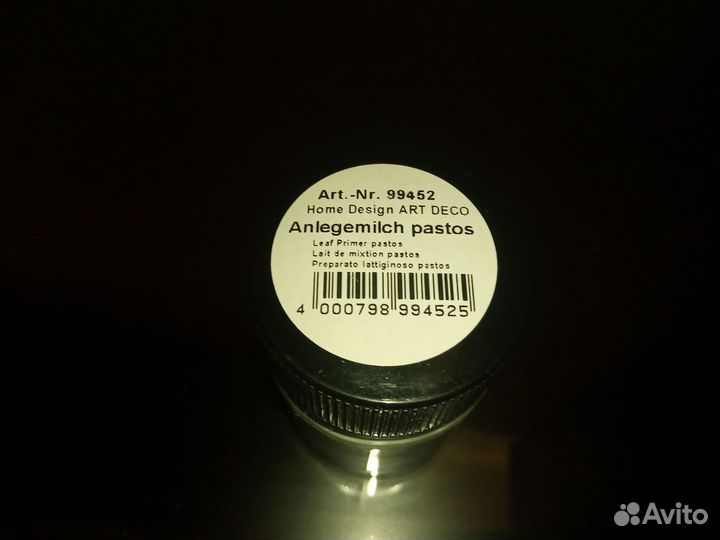 Art.-Nr. 99452
Home Design ART DECO
Anlegemilch pastos
Leaf Primer pastos
Lait de mixtion pastos
Preparato lattiginoso pastos
4 000798 994525
Avito